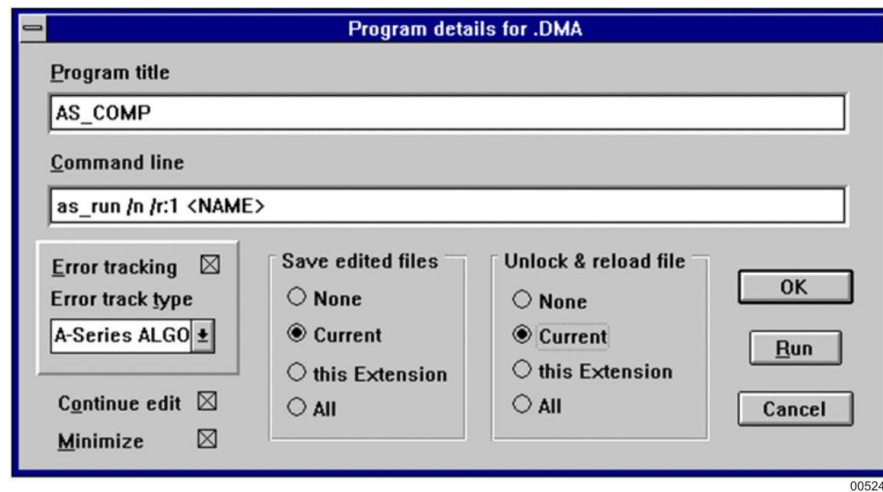 Program details for .DMA
Program title
AS_COMP
Command line
as_run /n /r:1 <NAME>
Error tracking
Error track type
A-Series ALGO
Continue edit
Minimize
Save edited files
None
Current
this Extension
All
Unlock & reload file
None
Current
this Extension
All
OK
Run
Cancel
00524